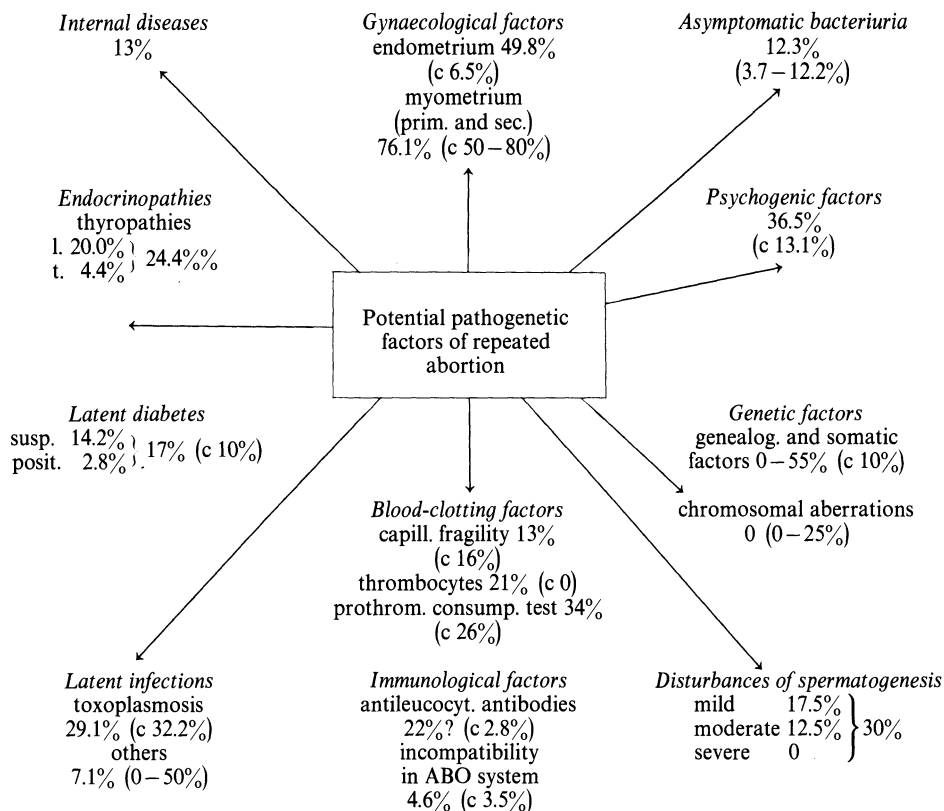 Internal diseases
13%
Gynaecological factors
endometrium 49.8%
(c 6.5%)
myometrium
(prim. and sec.)
76.1% (c 50–80%)
Asymptomatic bacteriuria
12.3%
(3.7–12.2%)
Endocrinopathies
thyropathies
l. 20.0% } 24.4%%
t. 4.4%
Psychogenic factors
36.5%
(c 13.1%)
Potential pathogenetic
factors of repeated
abortion
Latent diabetes
susp. 14.2% } 17% (c 10%)
posit. 2.8%
Genetic factors
genealog. and somatic
factors 0–55% (c 10%)
chromosomal aberrations
0 (0–25%)
Blood-clotting factors
capill. fragility 13%
(c 16%)
thrombocytes 21% (c 0)
prothrom. consump. test 34%
(c 26%)
Latent infections
toxoplasmosis
29.1% (c 32.2%)
others
7.1% (0–50%)
Immunological factors
antileucocyt. antibodies
22%? (c 2.8%)
incompatibility
in ABO system
4.6% (c 3.5%)
Disturbances of spermatogenesis
mild 17.5%
moderate 12.5% } 30%
severe 0